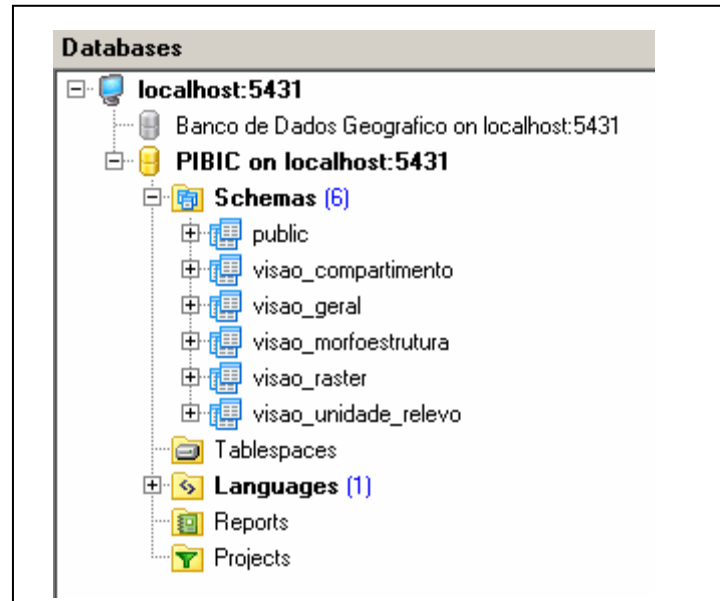 Databases
localhost:5431
Banco de Dados Geografico on localhost:5431
PIBIC on localhost:5431
Schemas (6)
public
visao_compartimento
visao_geral
visao_morfoestrutura
visao_raster
visao_unidade_relevo
Tablespaces
Languages (1)
Reports
Projects